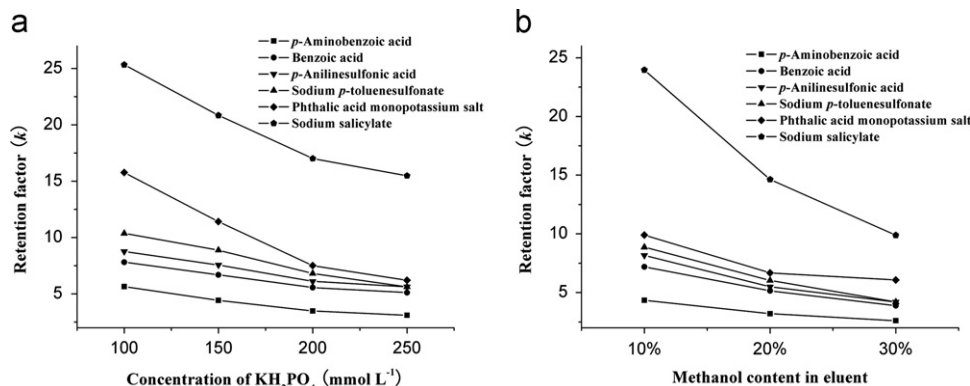 a
p-Aminobenzoic acid
Benzoic acid
p-Anilinesulfonic acid
Sodium p-toluenesulfonate
Phthalic acid monopotassium salt
Sodium salicylate
Retention factor (k)
25
20
15
10
5
100 150 200 250
Concentration of KH2PO4 (mmol L-1)
b
p-Aminobenzoic acid
Benzoic acid
p-Anilinesulfonic acid
Sodium p-toluenesulfonate
Phthalic acid monopotassium salt
Sodium salicylate
Retention factor (k)
25
20
15
10
5
10% 20% 30%
Methanol content in eluent